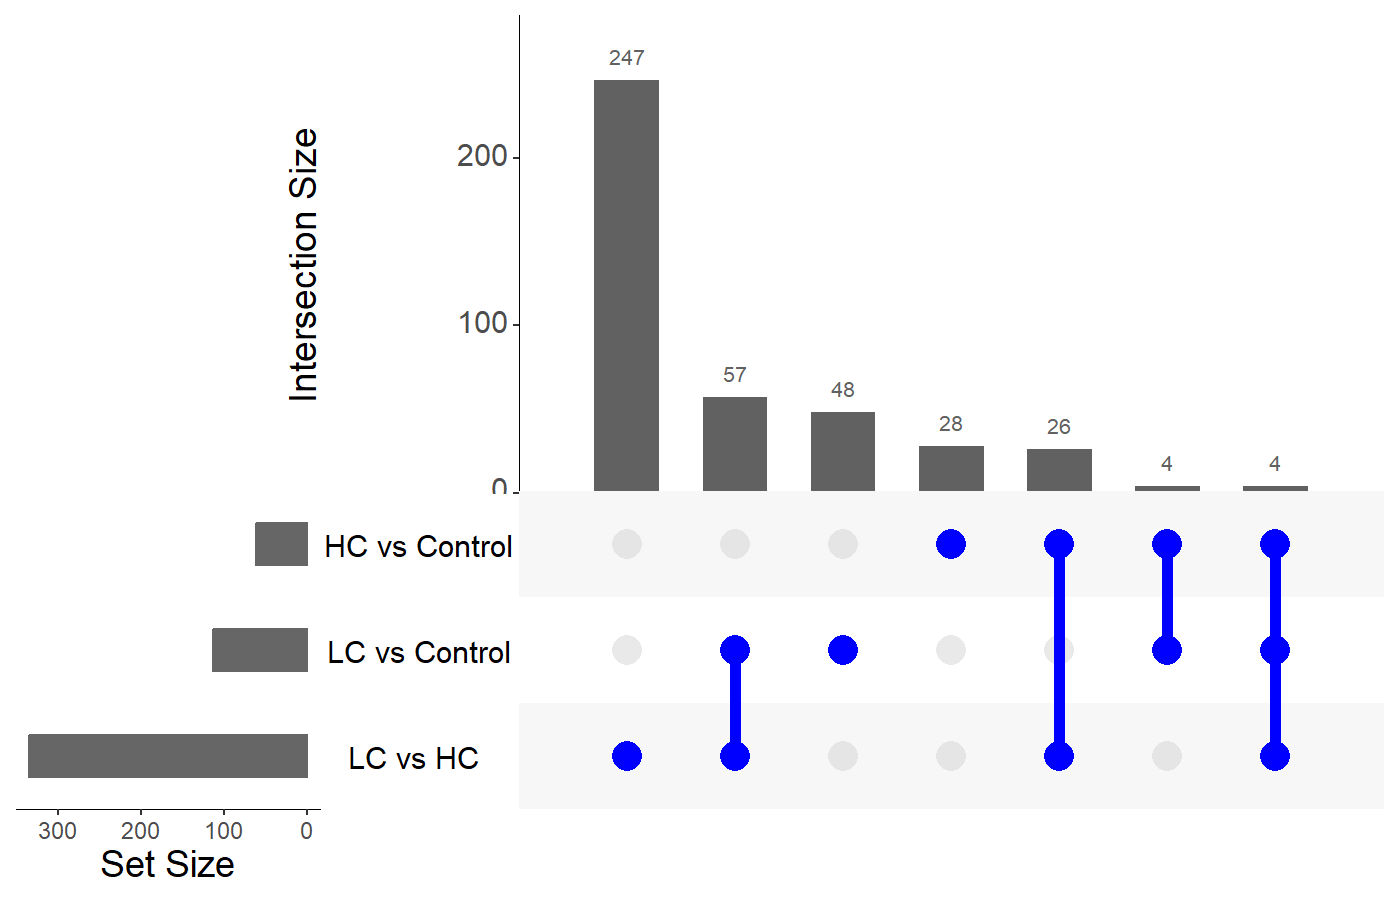 247
200
Intersection Size
57
48
100
28
26
4
4
0
HC vs Control
LC vs Control
LC vs HC
300 200 100 0
Set Size